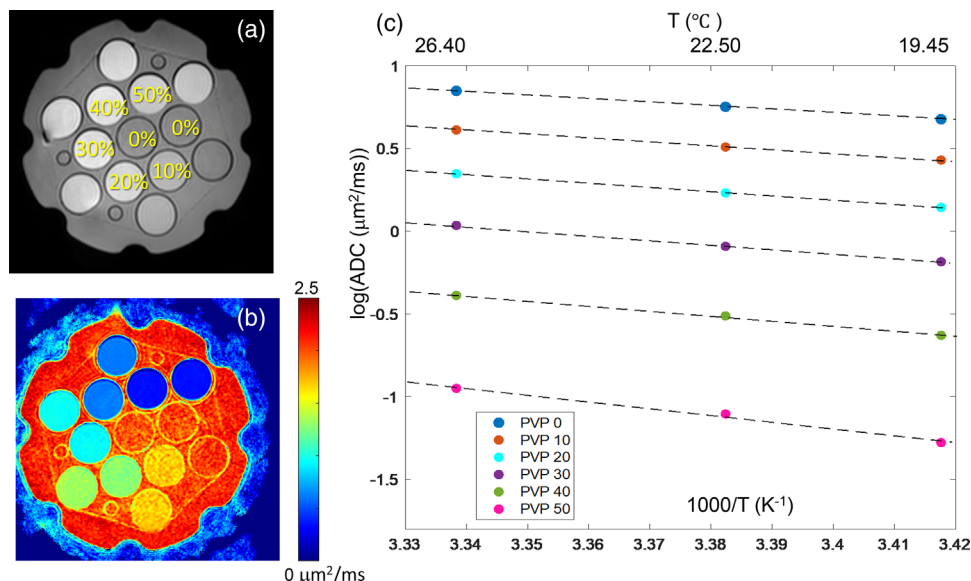 (a)
50%
40%
0%
0%
30%
10%
20%
(b)
2.5
0 μm²/ms
(c)
T (℃)
26.40
22.50
19.45
log(ADC (μm²/ms))
1
0.5
0
-0.5
-1
-1.5
PVP 0
PVP 10
PVP 20
PVP 30
PVP 40
PVP 50
1000/T (K⁻¹)
3.33
3.34
3.35
3.36
3.37
3.38
3.39
3.4
3.41
3.42